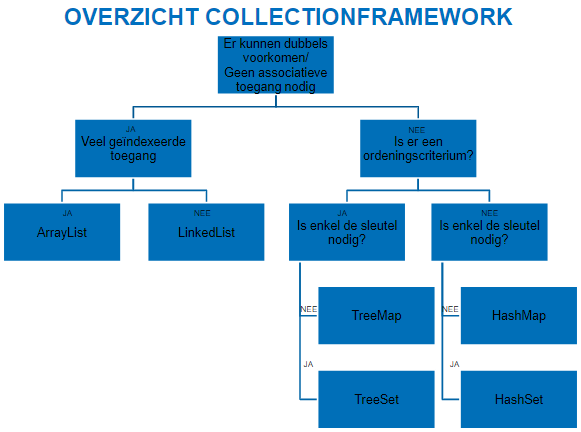 OVERZICHT COLLECTIONFRAMEWORK
Er kunnen dubbels
voorkomen/
Geen associatieve
toegang nodig
JA
Veel geïndexeerde
toegang
NEE
Is er een
ordeningscriterium?
JA
ArrayList
NEE
LinkedList
JA
Is enkel de sleutel
nodig?
NEE
Is enkel de sleutel
nodig?
NEE
TreeMap
NEE
HashMap
JA
TreeSet
JA
HashSet